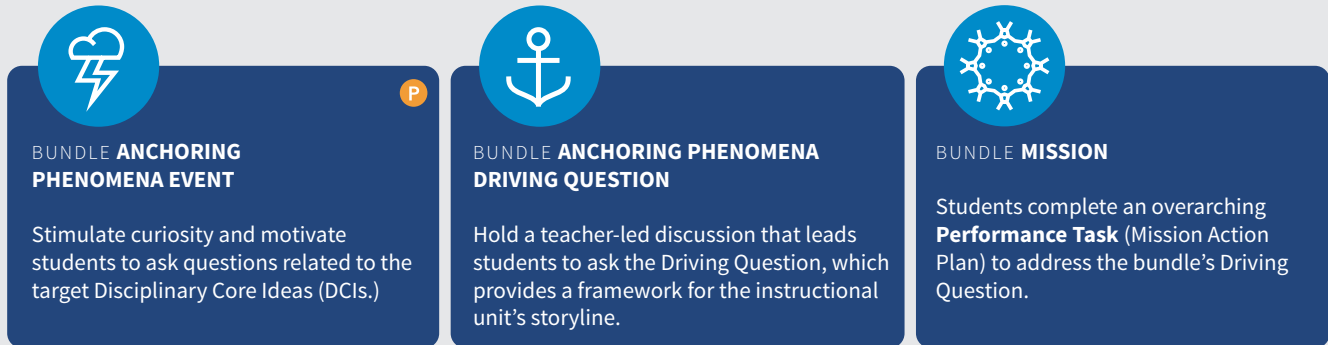 P
BUNDLE ANCHORING
PHENOMENA EVENT
Stimulate curiosity and motivate
students to ask questions related to the
target Disciplinary Core Ideas (DCIs.)
BUNDLE ANCHORING PHENOMENA
DRIVING QUESTION
Hold a teacher-led discussion that leads
students to ask the Driving Question, which
provides a framework for the instructional
unit’s storyline.
BUNDLE MISSION
Students complete an overarching
Performance Task (Mission Action
Plan) to address the bundle’s Driving
Question.